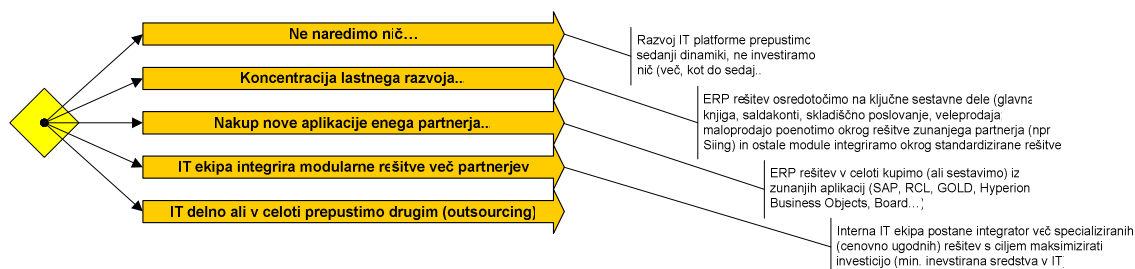 Ne naredimo nič…
Koncentracija lastnega razvoja..
Nakup nove aplikacije enega partnerja..
IT ekipa integrira modularne rešitve več partnerjev
IT delno ali v celoti prepustimo drugim (outsourcing)
Razvoj IT platforme prepustimo
sedanji dinamiki, ne investiramo
nič (več, kot do sedaj..
ERP rešitev osredotočimo na ključne sestavne dele (glavna
knjiga, saldakonti, skladiščno poslovanje, veleprodaja)
maloprodajo poenotimo okrog rešitve zunanjega partnerja (npr
Siing) in ostale module integriramo okrog standardizirane rešitve
ERP rešitev v celoti kupimo (ali sestavimo) iz
zunanjih aplikacij (SAP, RCL, GOLD, Hyperion
Business Objects, Board…)
Interna IT ekipa postane integrator več specializiranih
(cenovno ugodnih) rešitev s ciljem maksimizirati
investicijo (min. inevstirana sredstva v IT)